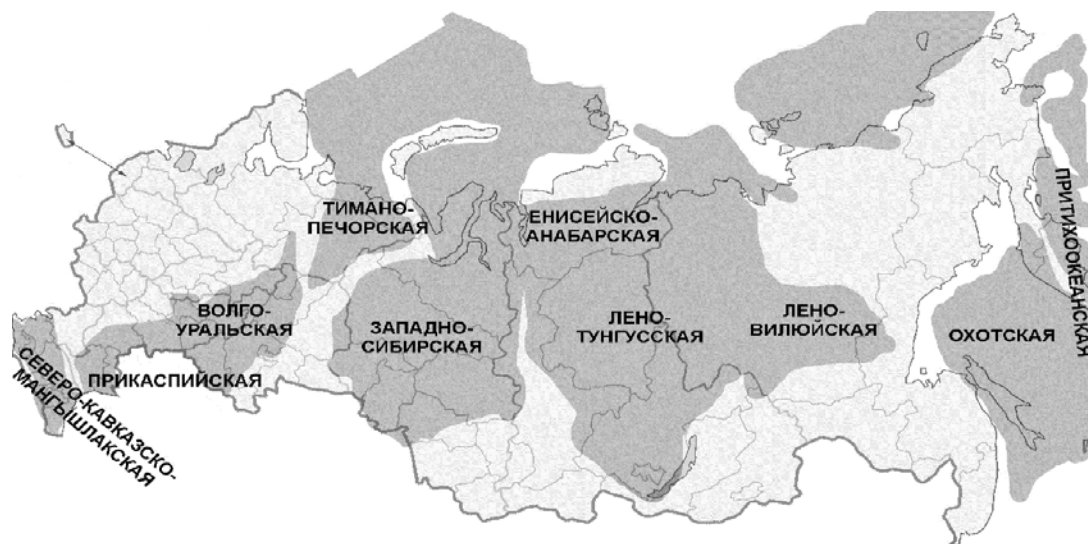 ТИМАНО-
ПЕЧОРСКАЯ
ЕНИСЕЙСКО-
АНАБАРСКАЯ
ПРИТИХООКЕАНСКАЯ
ВОЛГО-
УРАЛЬСКАЯ
ЗАПАДНО-
СИБИРСКАЯ
ЛЕНО-
ТУНГУССКАЯ
ЛЕНО-
ВИЛЮЙСКАЯ
ОХОТСКАЯ
ПРИКАСПИЙСКАЯ
СЕВЕРО-КАВКАЗСКО-
МАНГЫШЛАКСКАЯ